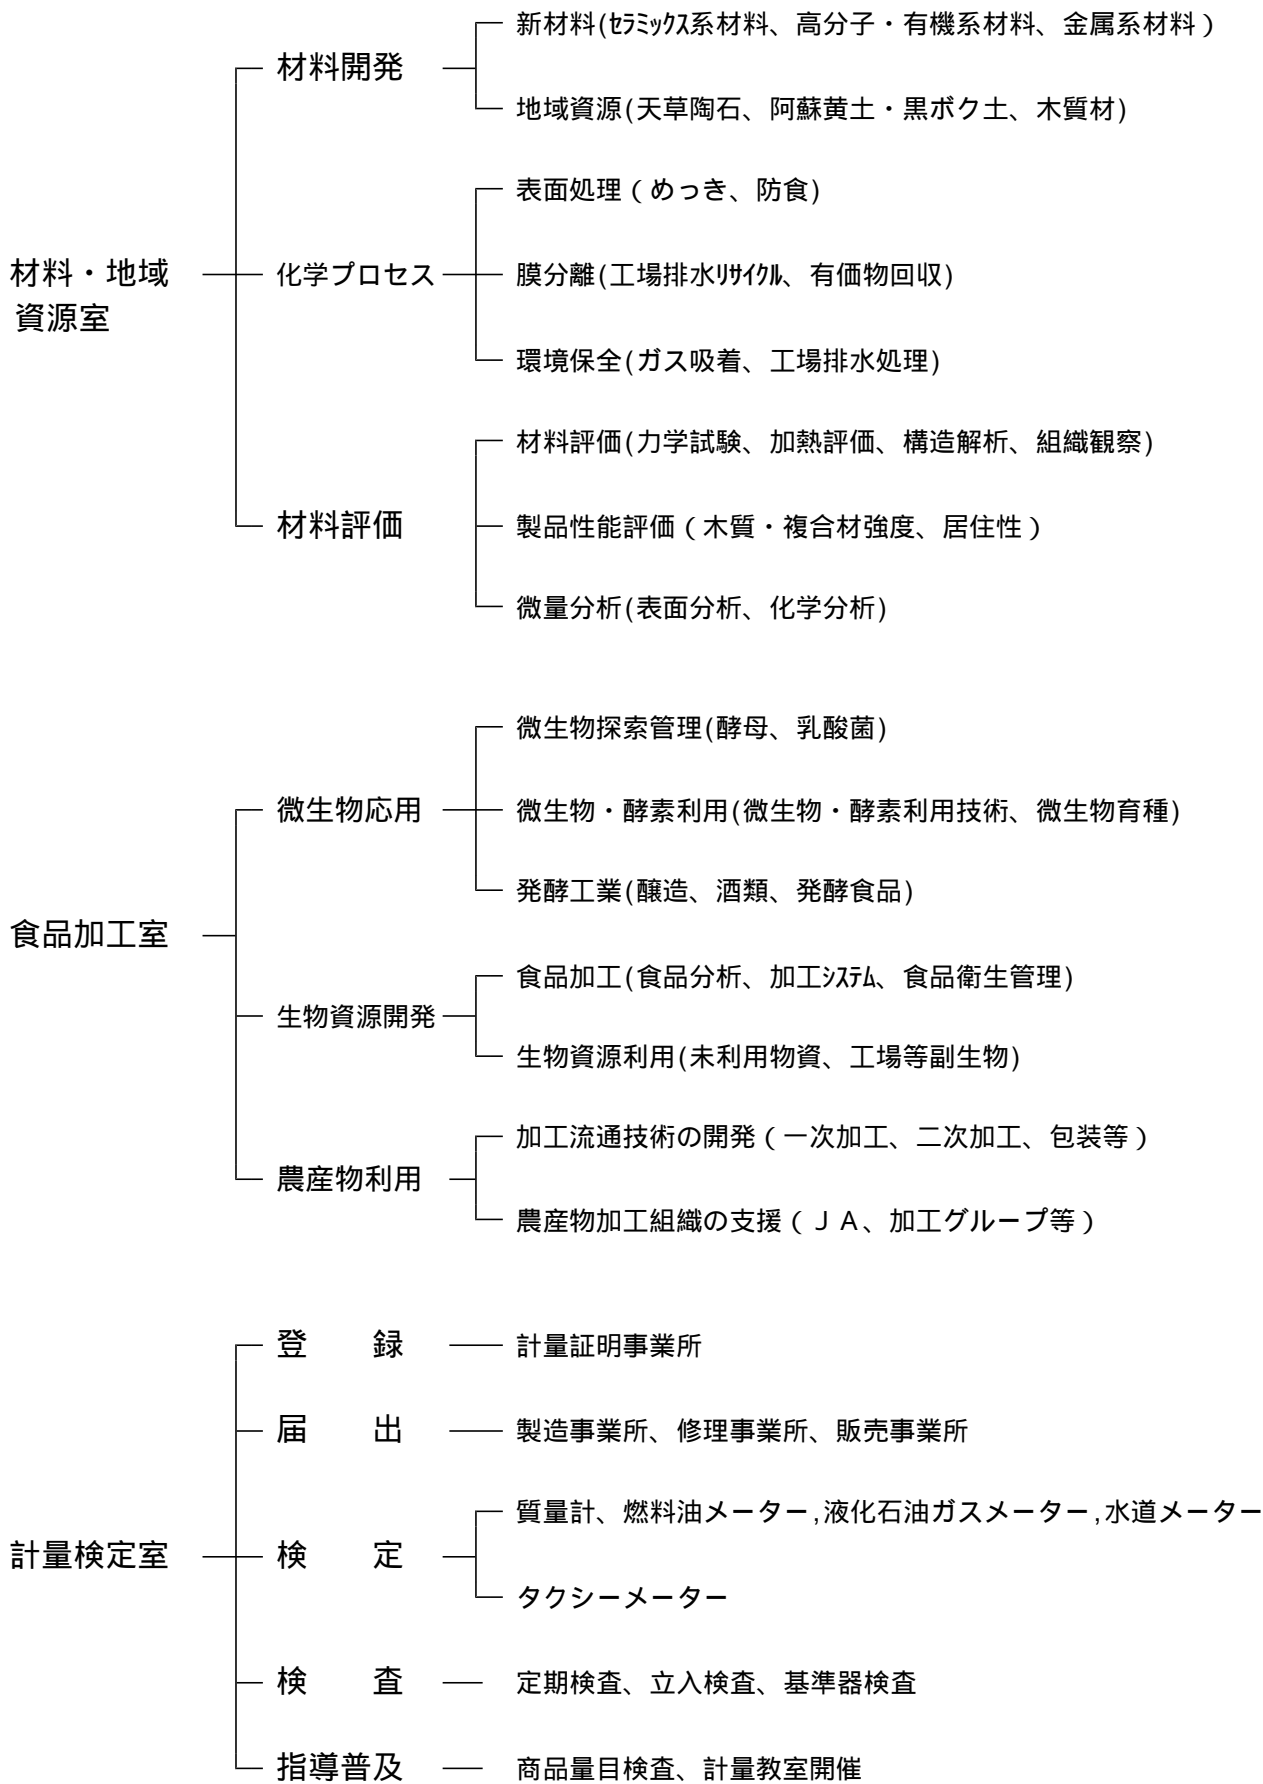 新材料(ｾﾗﾐｯｸｽ系材料、高分子・有機系材料、金属系材料）
材料開発
地域資源(天草陶石、阿蘇黄土・黒ボク土、木質材)
表面処理（めっき、防食)
材料・地域
資源室
化学プロセス
膜分離(工場排水ﾘｻｲｸﾙ、有価物回収)
環境保全(ガス吸着、工場排水処理)
材料評価(力学試験、加熱評価、構造解析、組織観察)
材料評価
製品性能評価（木質・複合材強度、居住性）
微量分析(表面分析、化学分析)
微生物探索管理(酵母、乳酸菌)
微生物応用
微生物・酵素利用(微生物・酵素利用技術、微生物育種)
発酵工業(醸造、酒類、発酵食品)
食品加工室
食品加工(食品分析、加工ｼｽﾃﾑ、食品衛生管理)
生物資源開発
生物資源利用(未利用物資、工場等副生物)
加工流通技術の開発（一次加工、二次加工、包装等）
農産物利用
農産物加工組織の支援（ＪＡ、加工グループ等）
登　　録
計量証明事業所
届　　出
製造事業所、修理事業所、販売事業所
質量計、燃料油メーター,液化石油ガスメーター,水道メーター
計量検定室
検　　定
タクシーメーター
検　　査
定期検査、立入検査、基準器検査
指導普及
商品量目検査、計量教室開催